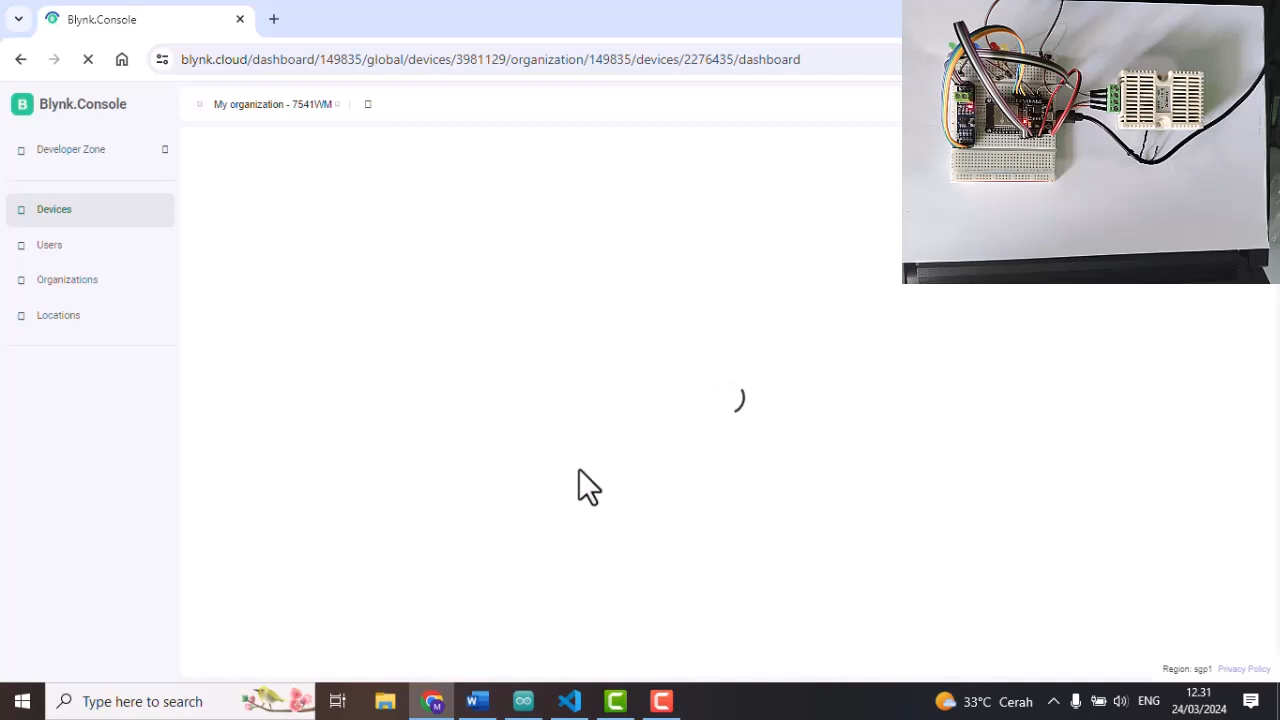 Blynk.Console
blynk.cloud/dashboard/149835/global/devices/3981129/organization/149835/devices/2276435/dashboard
Blynk.Console
My organization - 7541WM
Developer Zone
Devices
Users
Organizations
Locations
Region: sgp1 Privacy Policy
Type here to search
33°C Cerah
ENG
12.31
24/03/2024